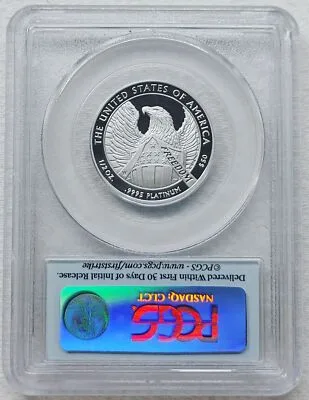 THE UNITED STATES OF AMERICA
FREEDOM
1/2 OZ.
$50
.9995 PLATINUM
©PCGS - www.pcgs.com/firststrike
Delivered Within 30 Days of Initial Release.
NASDAQ: CLCT
PCGS